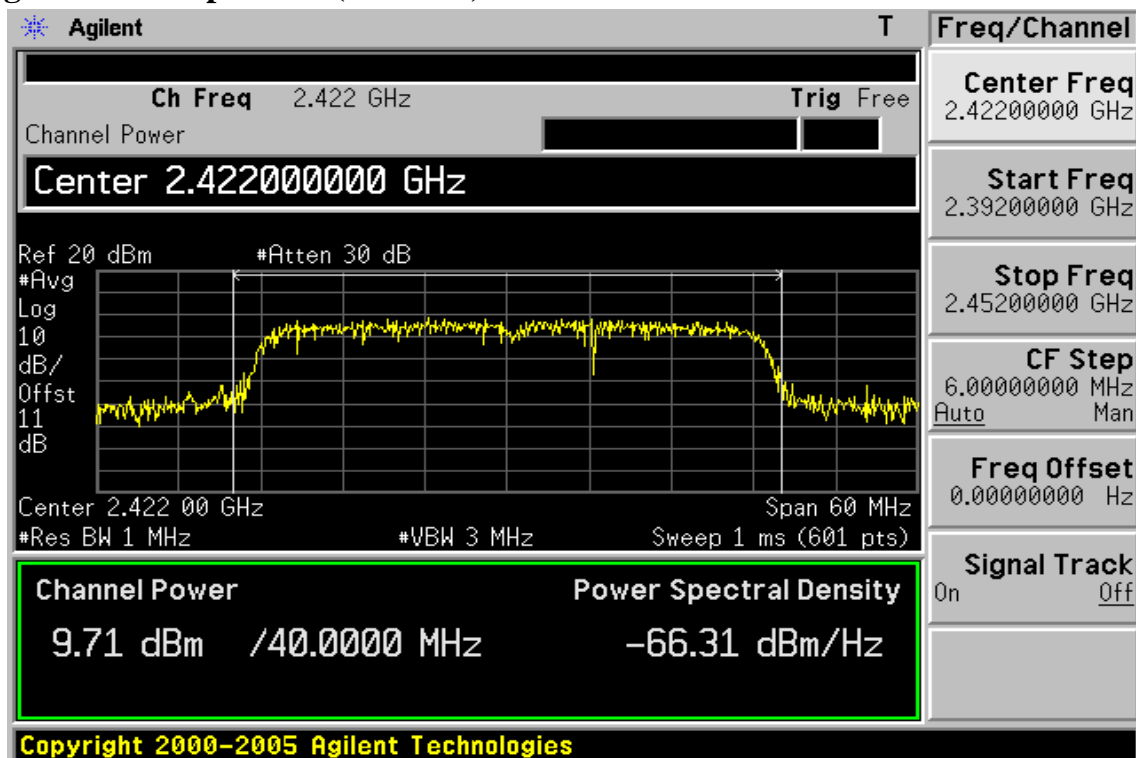 Agilent T Freq/Channel
Ch Freq 2.422 GHz Trig Free
Channel Power
Center 2.422000000 GHz
Ref 20 dBm #Atten 30 dB
#Avg
Log
10
dB/
Offst
11
dB
Center 2.422 00 GHz Span 60 MHz
#Res BW 1 MHz #VBW 3 MHz Sweep 1 ms (601 pts)
Channel Power Power Spectral Density
9.71 dBm /40.0000 MHz -66.31 dBm/Hz
Copyright 2000-2005 Agilent Technologies
Center Freq
2.42200000 GHz
Start Freq
2.39200000 GHz
Stop Freq
2.45200000 GHz
CF Step
6.00000000 MHz
Auto Man
Freq Offset
0.00000000 Hz
Signal Track
On Off